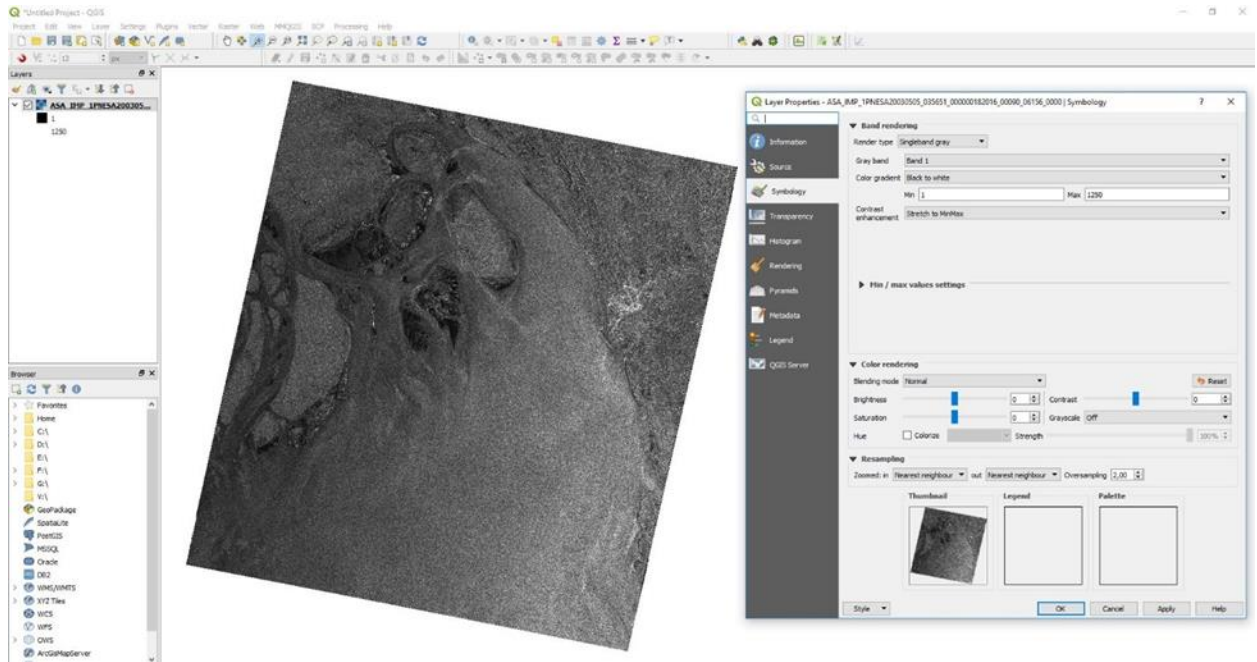 *Untitled Project - QGIS
Project Edit View Layer Settings Plugins Vector Raster Web MMQGIS SCP Processing Help
Layers
ASA_IMP_1PNESA200305...
1
1250
Browser
Favorites
Home
C:\
D:\
E:\
F:\
G:\
V:\
GeoPackage
SpatiaLite
PostGIS
MSSQL
Oracle
DB2
WMS/WMTS
XYZ Tiles
WCS
WFS
OWS
ArcGisMapServer
Layer Properties - ASA_IMP_1PNESA20030505_035651_000000182016_00090_06156_0000 | Symbology
Information
Source
Symbology
Transparency
Histogram
Rendering
Pyramids
Metadata
Legend
QGIS Server
Band rendering
Render type Singleband gray
Gray band Band 1
Color gradient Black to white
Min 1 Max 1250
Contrast enhancement Stretch to MinMax
Min / max values settings
Color rendering
Blending mode Normal Reset
Brightness 0 Contrast 0
Saturation 0 Grayscale Off
Hue Colorize Strength 100%
Resampling
Zoomed: in Nearest neighbour out Nearest neighbour Oversampling 2,00
Thumbnail Legend Palette
Style OK Cancel Apply Help